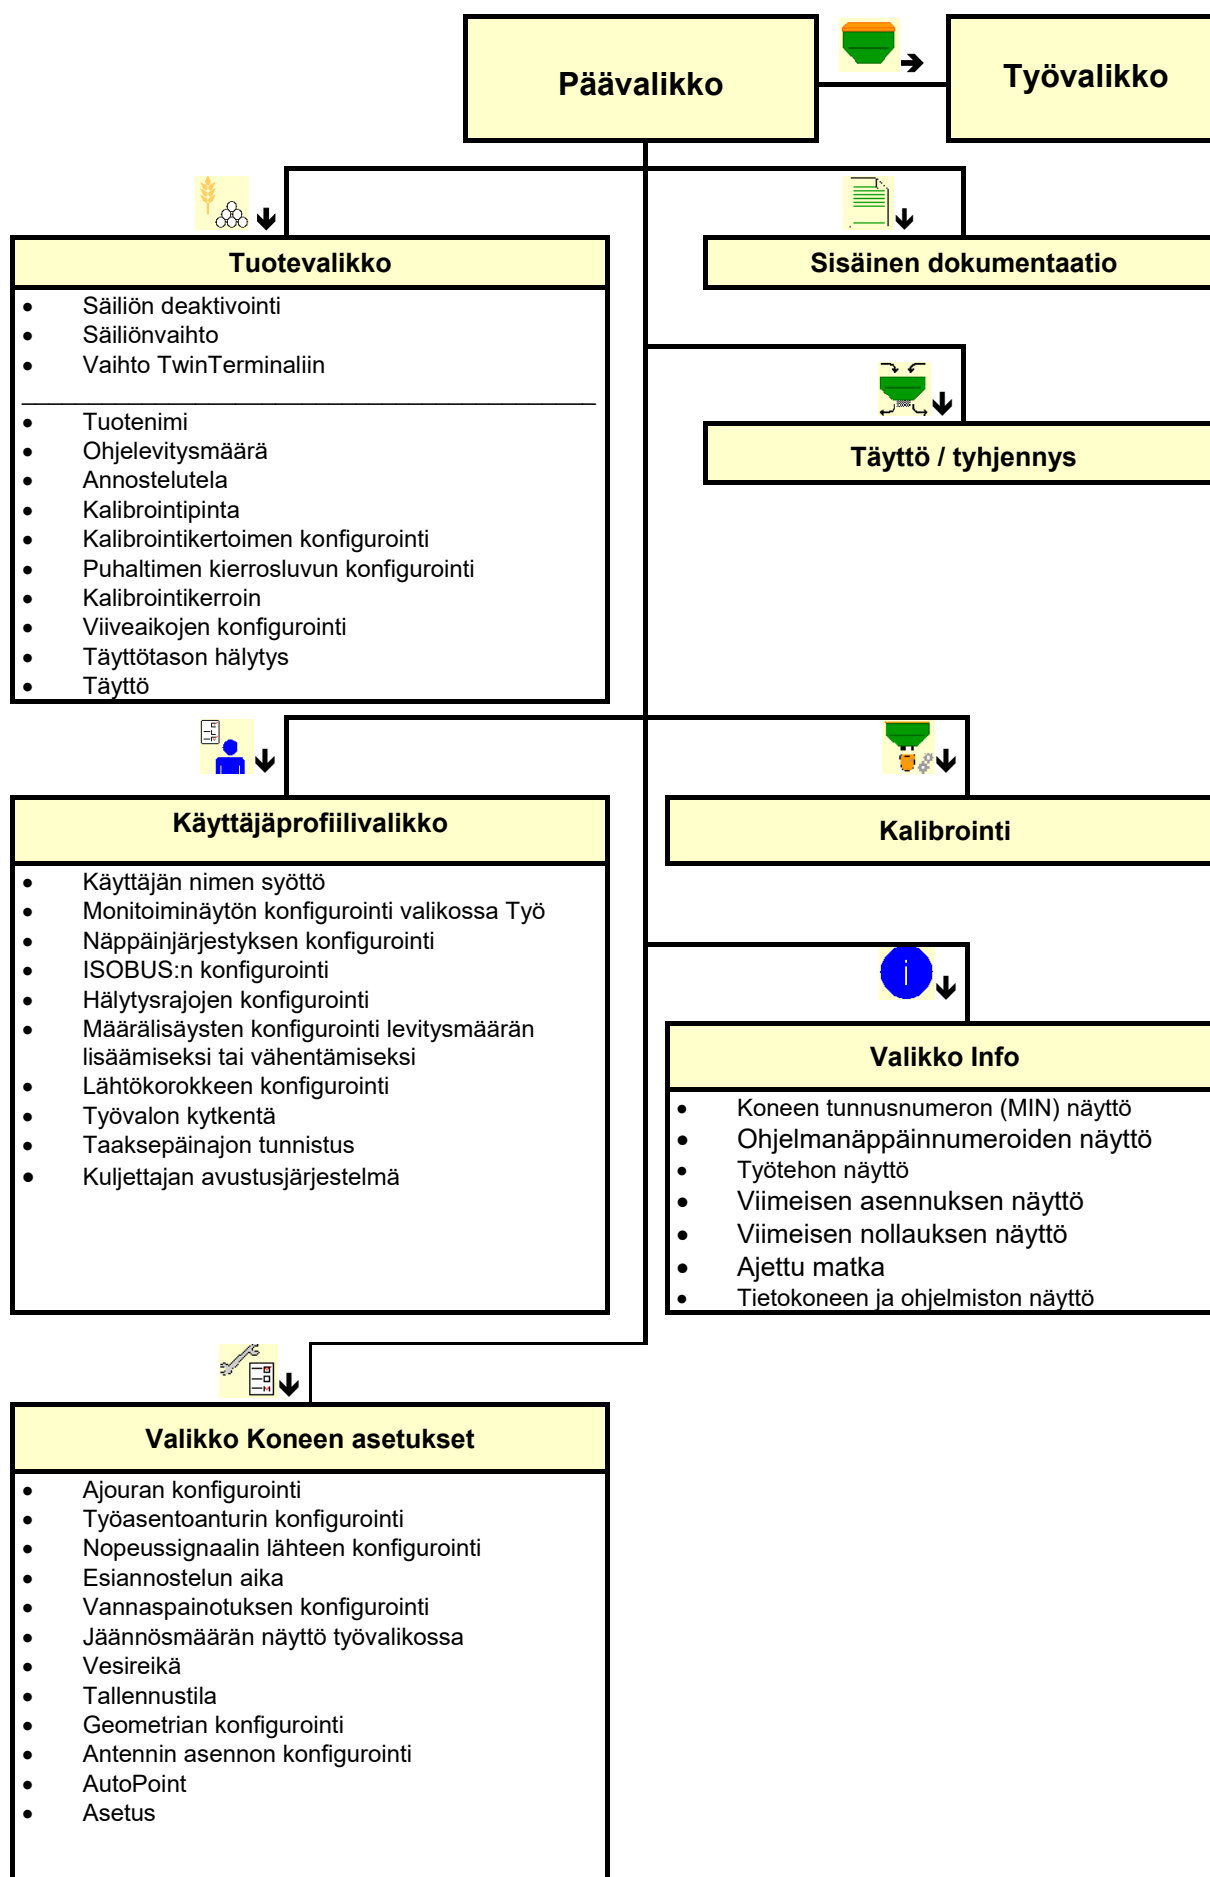 Päävalikko
Työvalikko
Tuotevalikko
• Säiliön deaktivointi
• Säiliönvaihto
• Vaihto TwinTerminaliin
• Tuotenimi
• Ohjelevitysmäärä
• Annostelutela
• Kalibrointipinta
• Kalibrointikertoimen konfigurointi
• Puhaltimen kierrosluvun konfigurointi
• Kalibrointikerroin
• Viiveaikojen konfigurointi
• Täyttötason hälytys
• Täyttö
Sisäinen dokumentaatio
Täyttö / tyhjennys
Käyttäjäprofiilivalikko
• Käyttäjän nimen syöttö
• Monitoiminäytön konfigurointi valikossa Työ
• Näppäinjärjestyksen konfigurointi
• ISOBUS:n konfigurointi
• Hälytysrajojen konfigurointi
• Määrälisäysten konfigurointi levitysmäärän
lisäämiseksi tai vähentämiseksi
• Lähtökorokkeen konfigurointi
• Työvalon kytkentä
• Taaksepäinajon tunnistus
• Kuljettajan avustusjärjestelmä
Kalibrointi
i
Valikko Info
• Koneen tunnusnumeron (MIN) näyttö
• Ohjelmanäppäinnumeroiden näyttö
• Työtehon näyttö
• Viimeisen asennuksen näyttö
• Viimeisen nollauksen näyttö
• Ajettu matka
• Tietokoneen ja ohjelmiston näyttö
Valikko Koneen asetukset
• Ajouran konfigurointi
• Työasentoanturin konfigurointi
• Nopeussignaalin lähteen konfigurointi
• Esiannostelun aika
• Vannaspainotuksen konfigurointi
• Jäännösmäärän näyttö työvalikossa
• Vesireikä
• Tallennustila
• Geometrian konfigurointi
• Antennin asennon konfigurointi
• AutoPoint
• Asetus